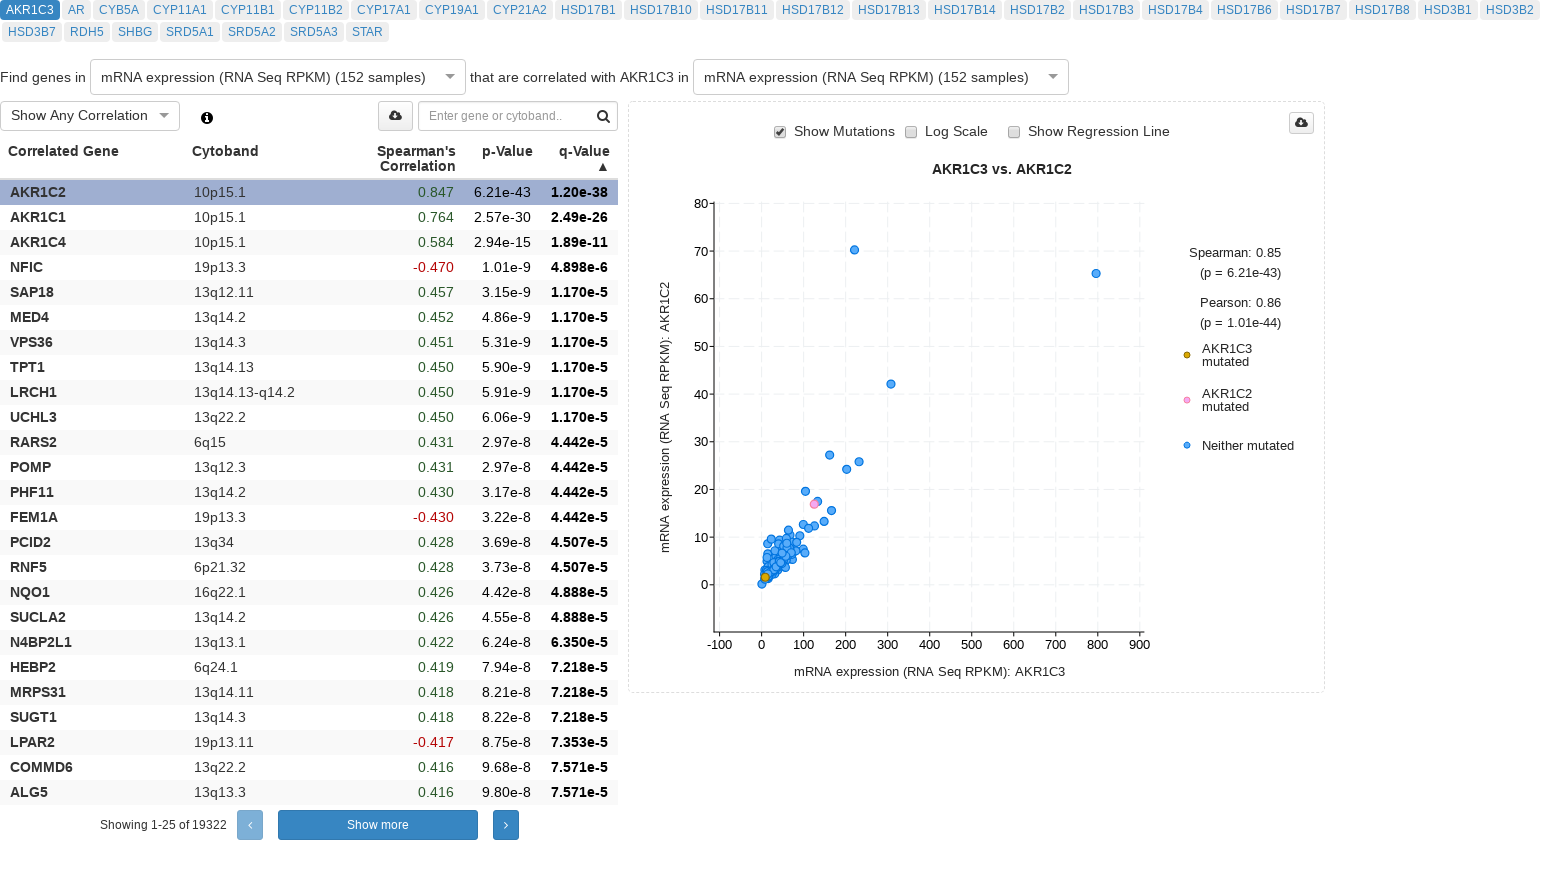 AKR1C3 AR CYB5A CYP11A1 CYP11B1 CYP11B2 CYP17A1 CYP19A1 CYP21A2 HSD17B1 HSD17B10 HSD17B11 HSD17B12 HSD17B13 HSD17B14 HSD17B2 HSD17B3 HSD17B4 HSD17B6 HSD17B7 HSD17B8 HSD3B1 HSD3B2
HSD3B7 RDH5 SHBG SRD5A1 SRD5A2 SRD5A3 STAR
Find genes in mRNA expression (RNA Seq RPKM) (152 samples) that are correlated with AKR1C3 in mRNA expression (RNA Seq RPKM) (152 samples)
Show Any Correlation Enter gene or cytoband..
Correlated Gene Cytoband Spearman's Correlation p-Value q-Value ▲
AKR1C2 10p15.1 0.847 6.21e-43 1.20e-38
AKR1C1 10p15.1 0.764 2.57e-30 2.49e-26
AKR1C4 10p15.1 0.584 2.94e-15 1.89e-11
NFIC 19p13.3 -0.470 1.01e-9 4.898e-6
SAP18 13q12.11 0.457 3.15e-9 1.170e-5
MED4 13q14.2 0.452 4.86e-9 1.170e-5
VPS36 13q14.3 0.451 5.31e-9 1.170e-5
TPT1 13q14.13 0.450 5.90e-9 1.170e-5
LRCH1 13q14.13-q14.2 0.450 5.91e-9 1.170e-5
UCHL3 13q22.2 0.450 6.06e-9 1.170e-5
RARS2 6q15 0.431 2.97e-8 4.442e-5
POMP 13q12.3 0.431 2.97e-8 4.442e-5
PHF11 13q14.2 0.430 3.17e-8 4.442e-5
FEM1A 19p13.3 -0.430 3.22e-8 4.442e-5
PCID2 13q34 0.428 3.69e-8 4.507e-5
RNF5 6p21.32 0.428 3.73e-8 4.507e-5
NQO1 16q22.1 0.426 4.42e-8 4.888e-5
SUCLA2 13q14.2 0.426 4.55e-8 4.888e-5
N4BP2L1 13q13.1 0.422 6.24e-8 6.350e-5
HEBP2 6q24.1 0.419 7.94e-8 7.218e-5
MRPS31 13q14.11 0.418 8.21e-8 7.218e-5
SUGT1 13q14.3 0.418 8.22e-8 7.218e-5
LPAR2 19p13.11 -0.417 8.75e-8 7.353e-5
COMMD6 13q22.2 0.416 9.68e-8 7.571e-5
ALG5 13q13.3 0.416 9.80e-8 7.571e-5
Showing 1-25 of 19322 ‹ Show more ›
Show Mutations Log Scale Show Regression Line
AKR1C3 vs. AKR1C2
mRNA expression (RNA Seq RPKM): AKR1C2
80
70
60
50
40
30
20
10
0
-100 0 100 200 300 400 500 600 700 800 900
mRNA expression (RNA Seq RPKM): AKR1C3
Spearman: 0.85
(p = 6.21e-43)
Pearson: 0.86
(p = 1.01e-44)
AKR1C3
mutated
AKR1C2
mutated
Neither mutated